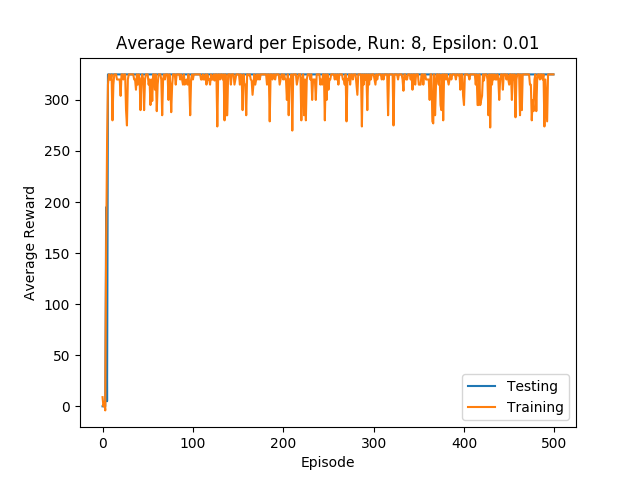 Average Reward per Episode, Run: 8, Epsilon: 0.01
Average Reward
300
250
200
150
100
50
0
0 100 200 300 400 500
Episode
Testing
Training